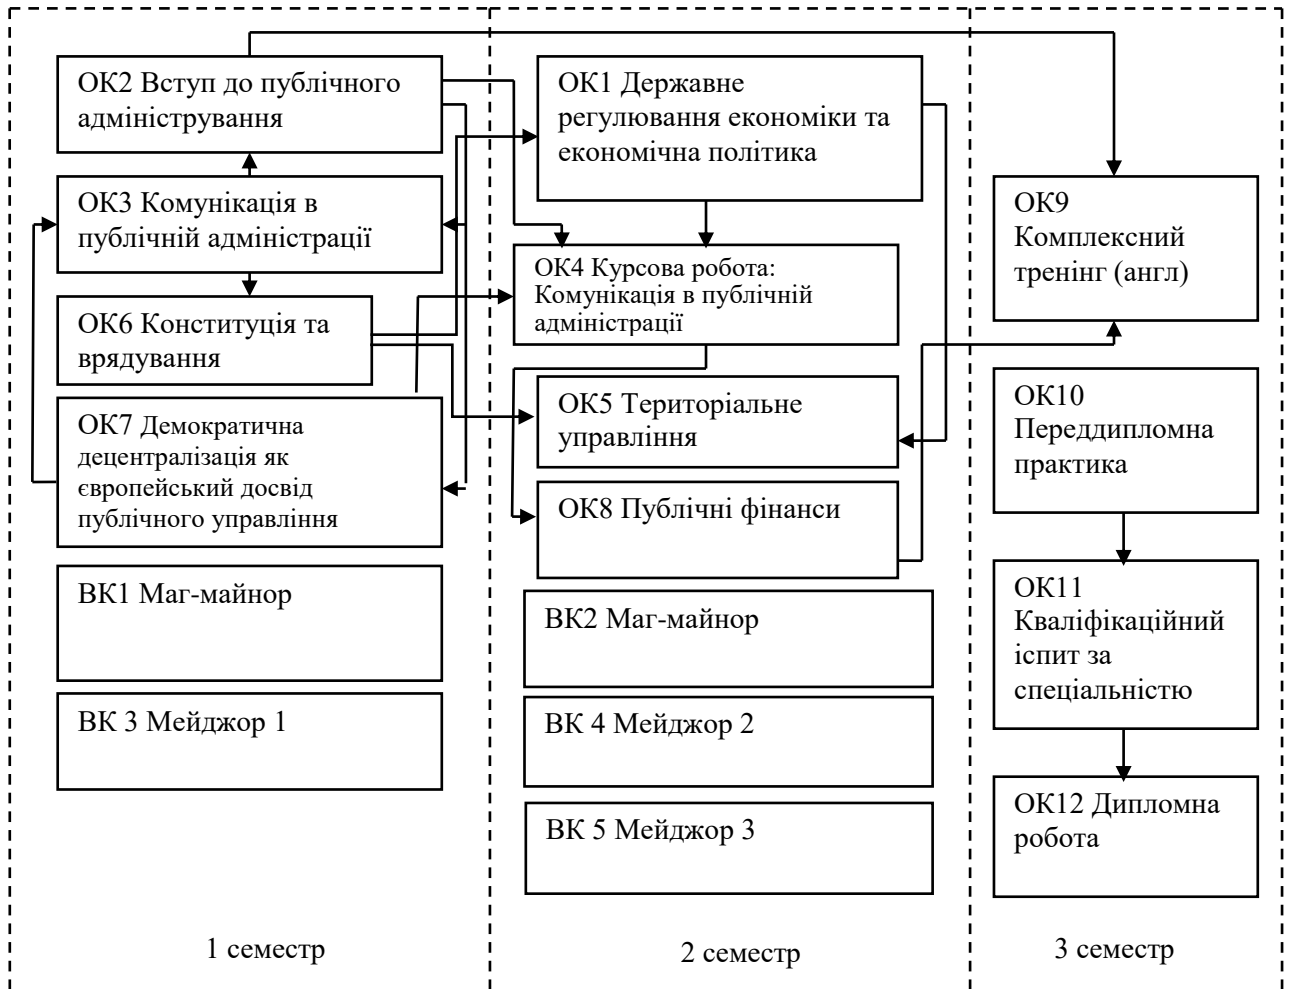 ОК2 Вступ до публічного
адміністрування
ОК3 Комунікація в
публічній адміністрації
ОК6 Конституція та
врядування
ОК7 Демократична
децентралізація як
європейський досвід
публічного управління
ВК1 Маг-майнор
ВК 3 Мейджор 1
1 семестр
ОК1 Державне
регулювання економіки та
економічна політика
ОК4 Курсова робота:
Комунікація в публічній
адміністрації
ОК5 Територіальне
управління
ОК8 Публічні фінанси
ВК2 Маг-майнор
ВК 4 Мейджор 2
ВК 5 Мейджор 3
2 семестр
ОК9
Комплексний
тренінг (англ)
ОК10
Переддипломна
практика
ОК11
Кваліфікаційний
іспит за
спеціальністю
ОК12 Дипломна
робота
3 семестр